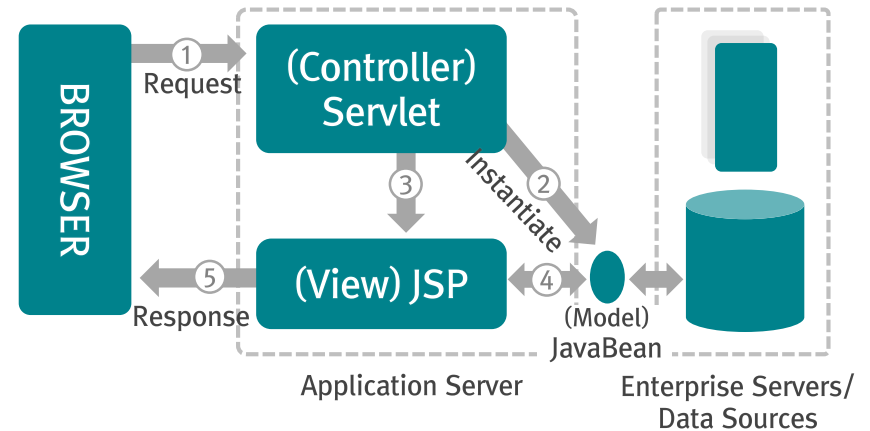 BROWSER
1
Request
(Controller)
Servlet
Instantiate
2
3
(View) JSP
4
5
Response
(Model)
JavaBean
Application Server
Enterprise Servers/
Data Sources